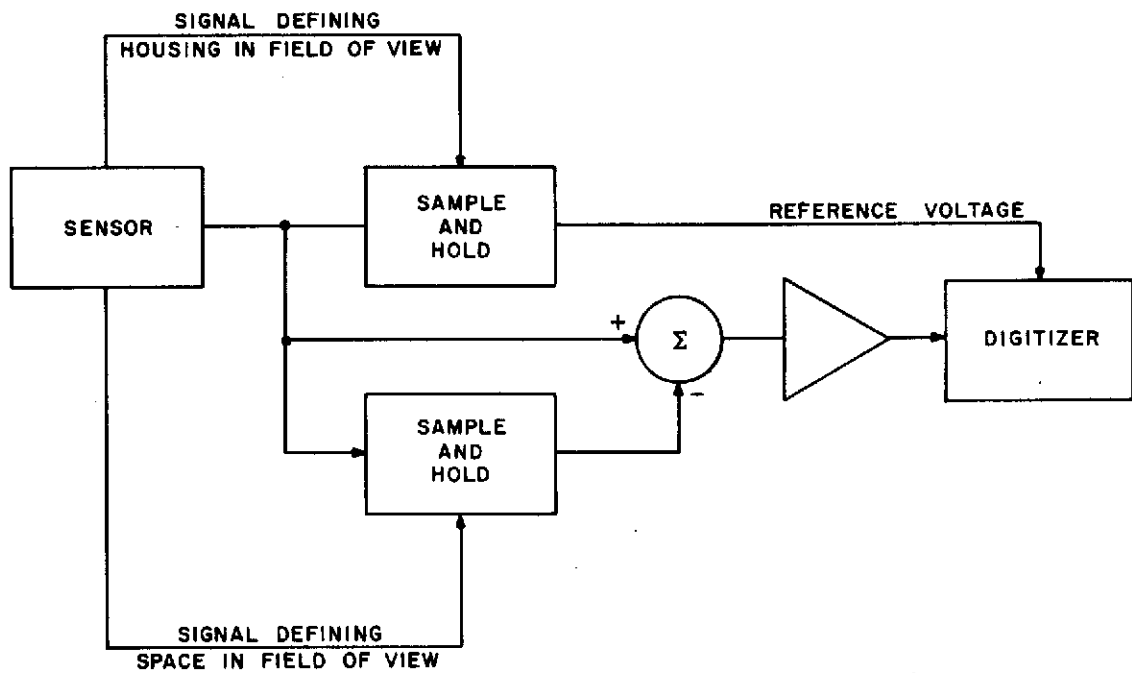 SIGNAL DEFINING
HOUSING IN FIELD OF VIEW
SENSOR
SAMPLE
AND
HOLD
REFERENCE VOLTAGE
+
Σ
-
DIGITIZER
SAMPLE
AND
HOLD
SIGNAL DEFINING
SPACE IN FIELD OF VIEW